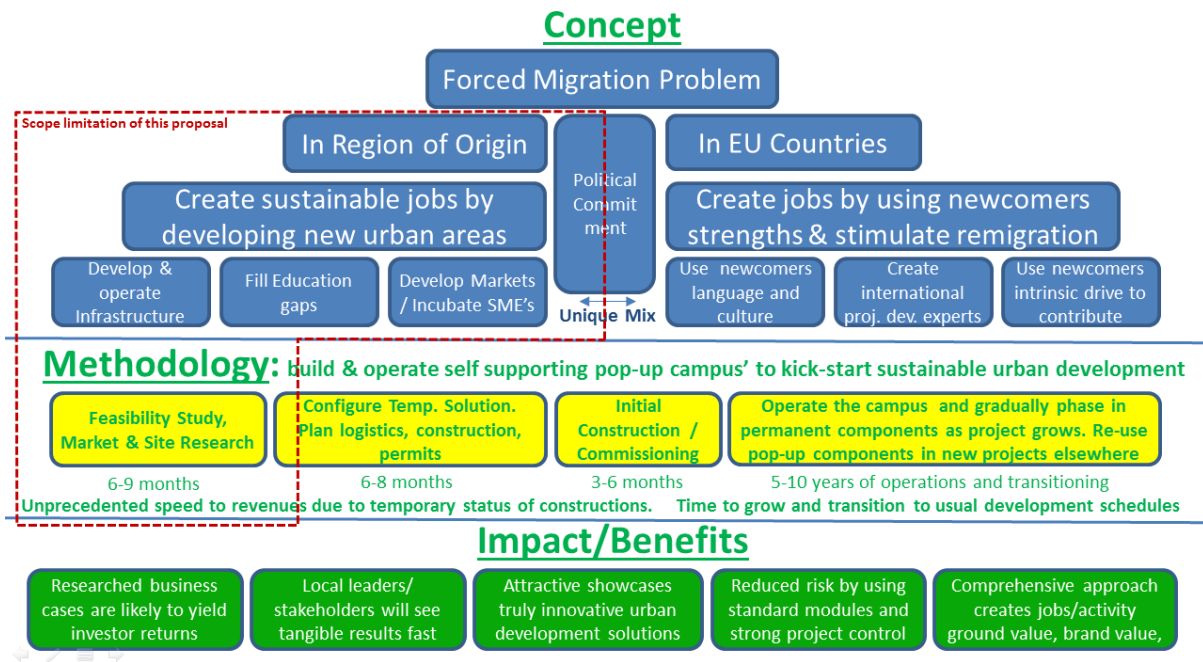 Concept
Forced Migration Problem
Scope limitation of this proposal
In Region of Origin
Political
Commit
ment
In EU Countries
Create sustainable jobs by
developing new urban areas
Create jobs by using newcomers
strengths & stimulate remigration
Develop &
operate
Infrastructure
Fill Education
gaps
Develop Markets
/ Incubate SME's
Unique Mix
Use newcomers
language and
culture
Create
international
proj. dev. experts
Use newcomers
intrinsic drive to
contribute
Methodology: build & operate self supporting pop-up campus' to kick-start sustainable urban development
Feasibility Study,
Market & Site Research
Configure Temp. Solution.
Plan logistics, construction,
permits
Initial
Construction /
Commissioning
Operate the campus and gradually phase in
permanent components as project grows. Re-use
pop-up components in new projects elsewhere
6-9 months
6-8 months
3-6 months
5-10 years of operations and transitioning
Unprecedented speed to revenues due to temporary status of constructions.
Time to grow and transition to usual development schedules
Impact/Benefits
Researched business
cases are likely to yield
investor returns
Local leaders/
stakeholders will see
tangible results fast
Attractive showcases
truly innovative urban
development solutions
Reduced risk by using
standard modules and
strong project control
Comprehensive approach
creates jobs/activity
ground value, brand value,